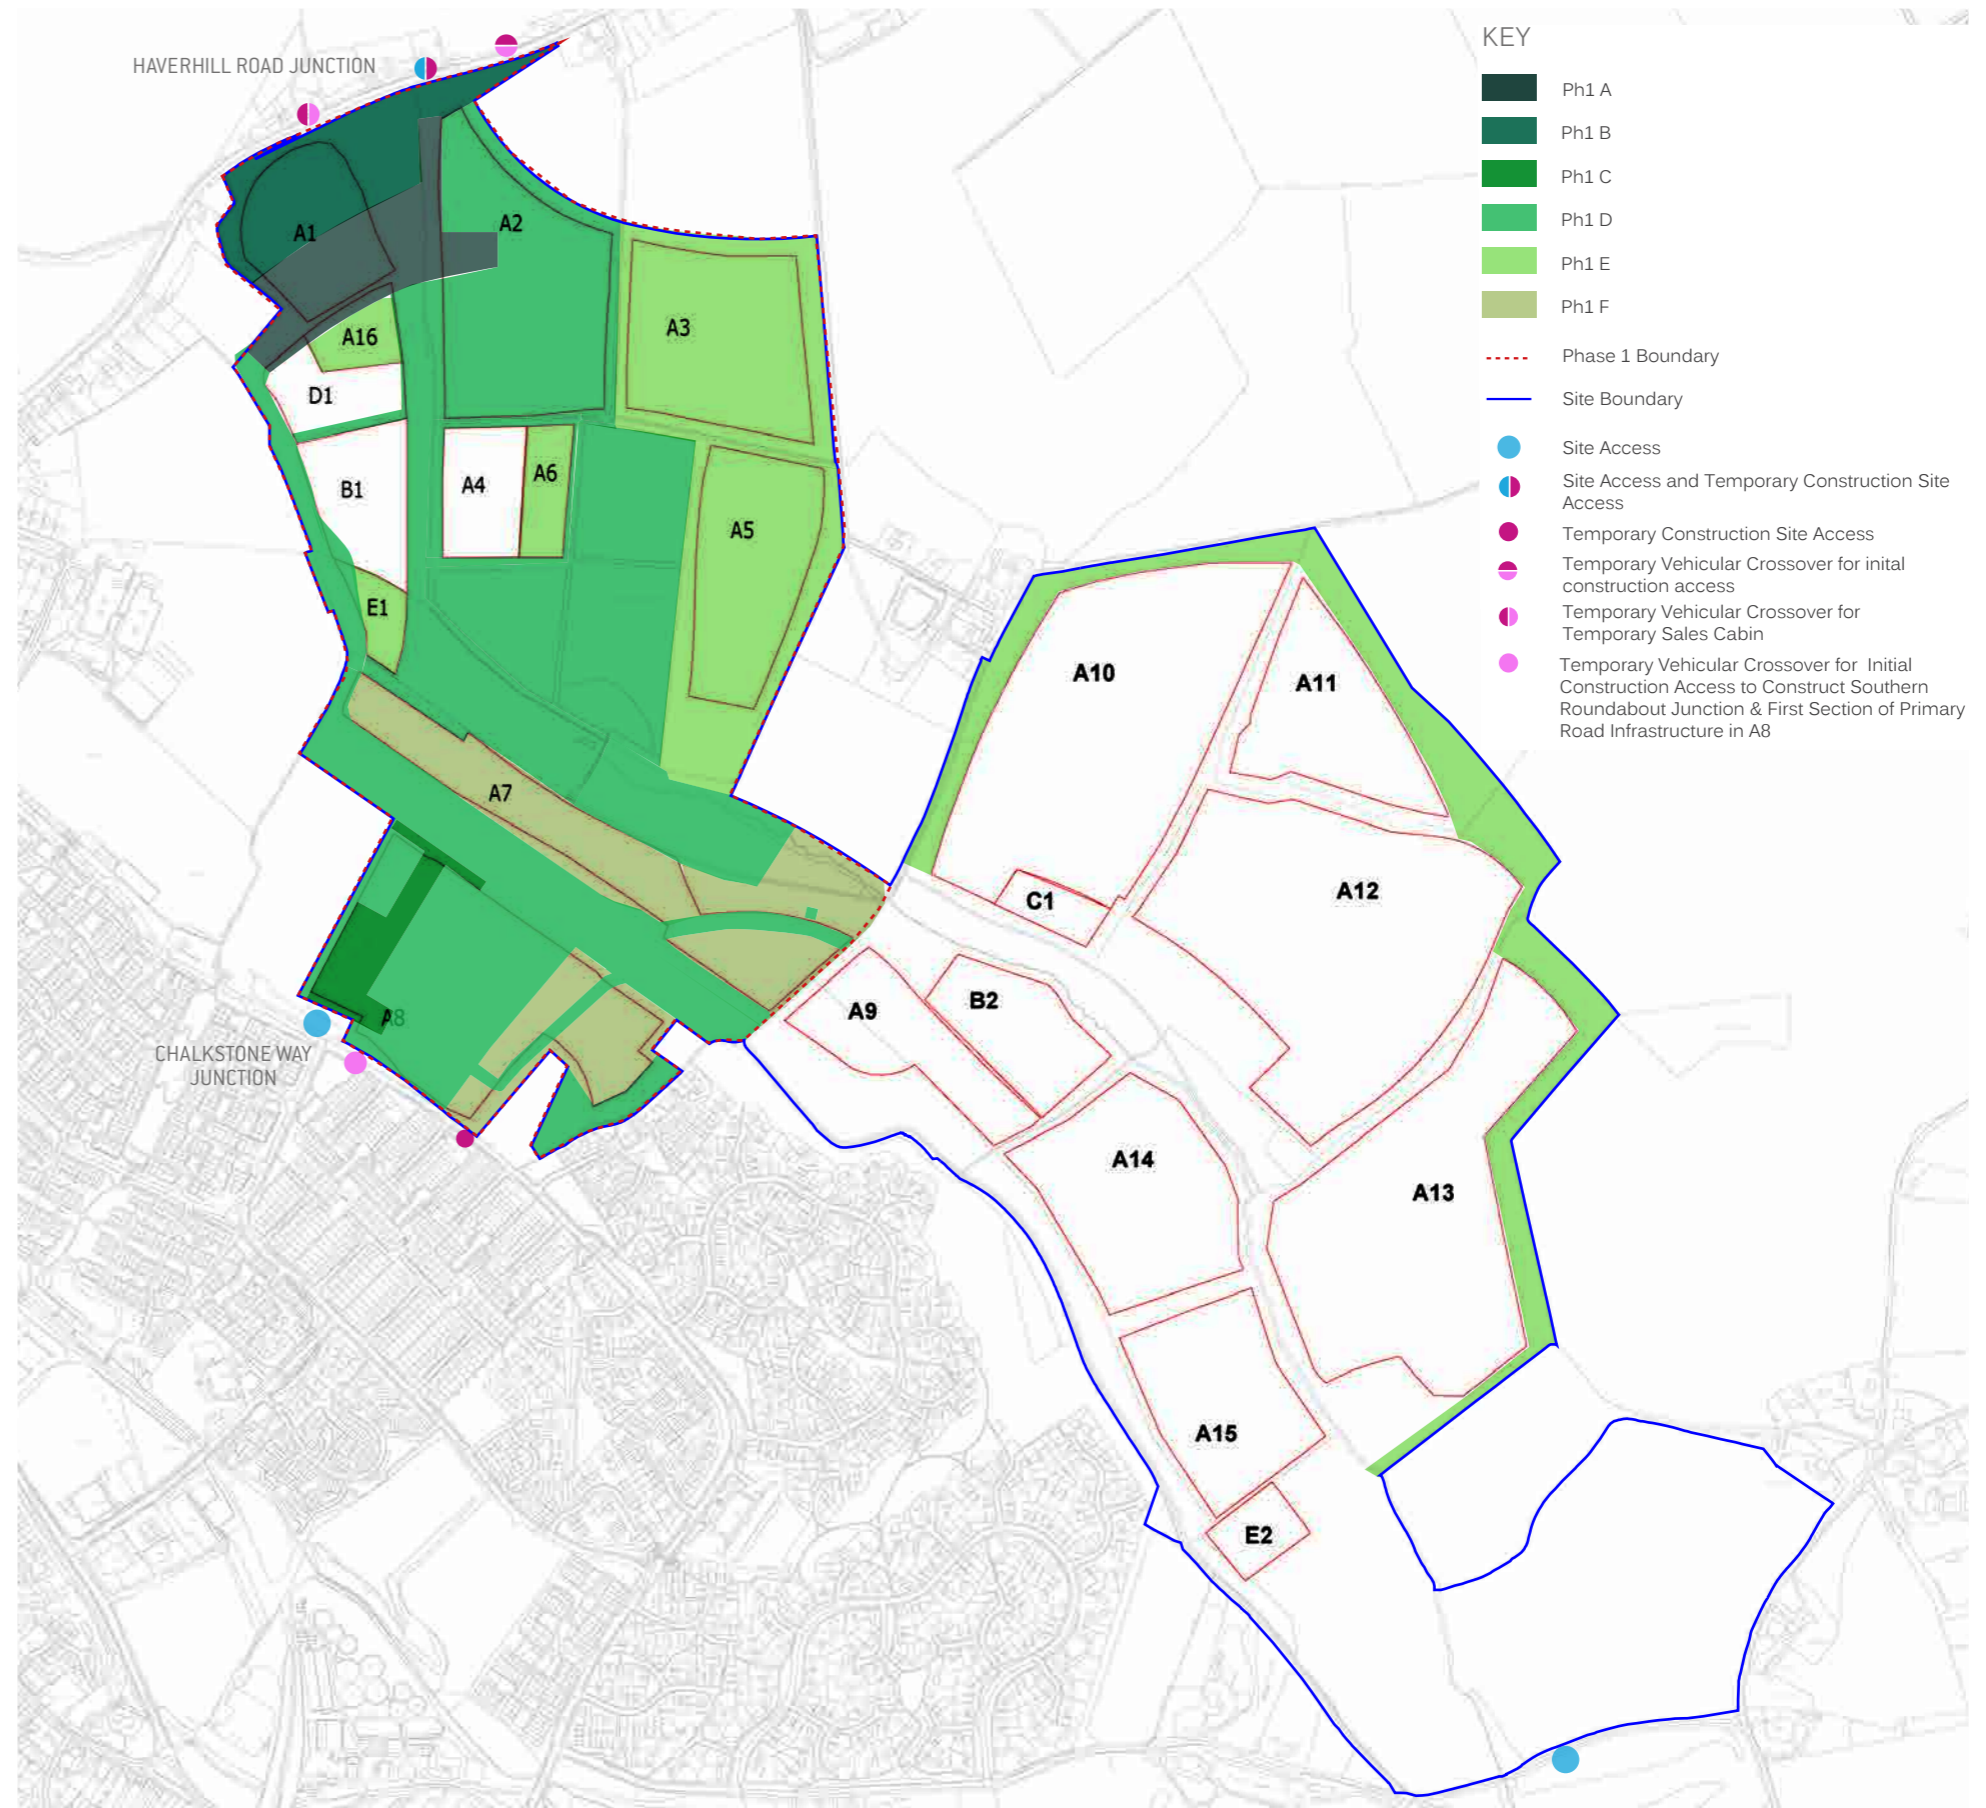 HAVERHILL ROAD JUNCTION
KEY
Ph1 A
Ph1 B
Ph1 C
Ph1 D
Ph1 E
Ph1 F
Phase 1 Boundary
Site Boundary
Site Access
Site Access and Temporary Construction Site
Access
Temporary Construction Site Access
Temporary Vehicular Crossover for inital
construction access
Temporary Vehicular Crossover for
Temporary Sales Cabin
Temporary Vehicular Crossover for Initial
Construction Access to Construct Southern
Roundabout Junction & First Section of Primary
Road Infrastructure in A8
A1
A2
A3
A16
D1
B1
A4
A6
A5
E1
A7
A8
CHALKSTONE WAY
JUNCTION
A10
A11
A12
C1
A9
B2
A14
A13
A15
E2